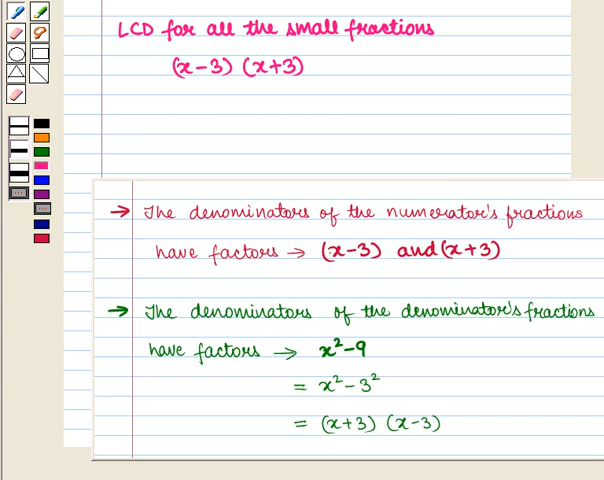 LCD for all the small fractions
(x-3) (x+3)
→ The denominators of the numerator's fractions
have factors → (x-3) and (x+3)
→ The denominators of the denominator's fractions
have factors → x²-9
= x² - 3²
= (x+3) (x-3)